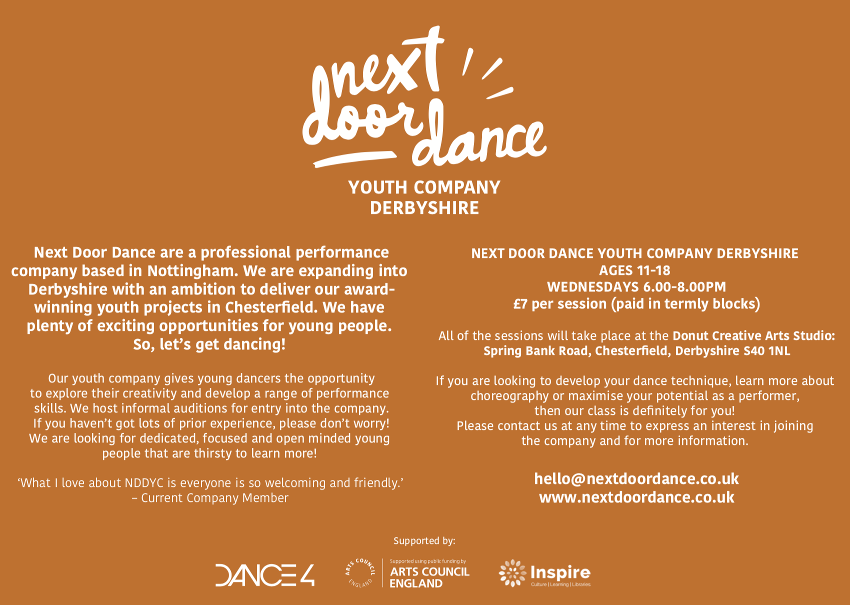 next
door
dance
YOUTH COMPANY
DERBYSHIRE
Next Door Dance are a professional performance
company based in Nottingham. We are expanding into
Derbyshire with an ambition to deliver our award-
winning youth projects in Chesterfield. We have
plenty of exciting opportunities for young people.
So, let’s get dancing!
Our youth company gives young dancers the opportunity
to explore their creativity and develop a range of performance
skills. We host informal auditions for entry into the company.
If you haven’t got lots of prior experience, please don’t worry!
We are looking for dedicated, focused and open minded young
people that are thirsty to learn more!
‘What I love about NDDYC is everyone is so welcoming and friendly.’
– Current Company Member
NEXT DOOR DANCE YOUTH COMPANY DERBYSHIRE
AGES 11-18
WEDNESDAYS 6.00-8.00PM
£7 per session (paid in termly blocks)
All of the sessions will take place at the Donut Creative Arts Studio:
Spring Bank Road, Chesterfield, Derbyshire S40 1NL
If you are looking to develop your dance technique, learn more about
choreography or maximise your potential as a performer,
then our class is definitely for you!
Please contact us at any time to express an interest in joining
the company and for more information.
hello@nextdoordance.co.uk
www.nextdoordance.co.uk
Supported by:
DANCE4
ARTS COUNCIL
ENGLAND
Supported using public funding by
ARTS COUNCIL
ENGLAND
Inspire
Culture | Learning | Libraries